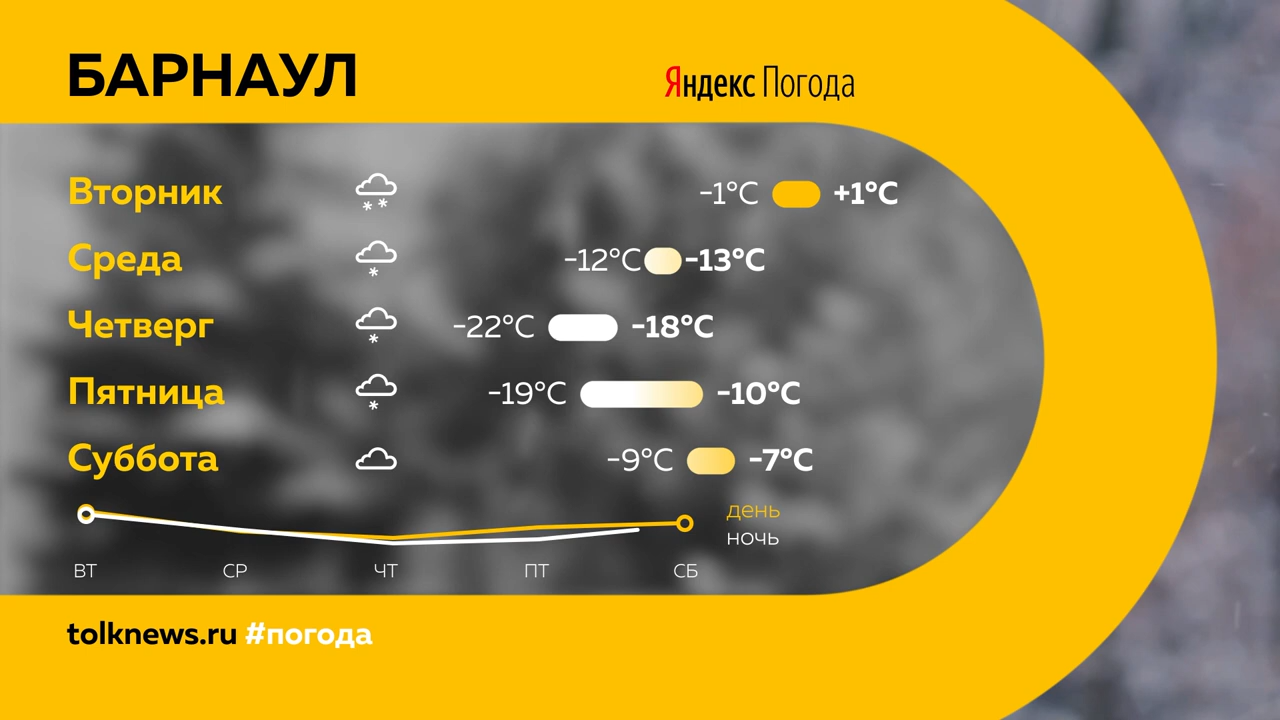 БАРНАУЛ
Яндекс Погода
Вторник -1°C +1°C
Среда -12°C -13°C
Четверг -22°C -18°C
Пятница -19°C -10°C
Суббота -9°C -7°C
день
ночь
ВТ СР ЧТ ПТ СБ
tolknews.ru #погода